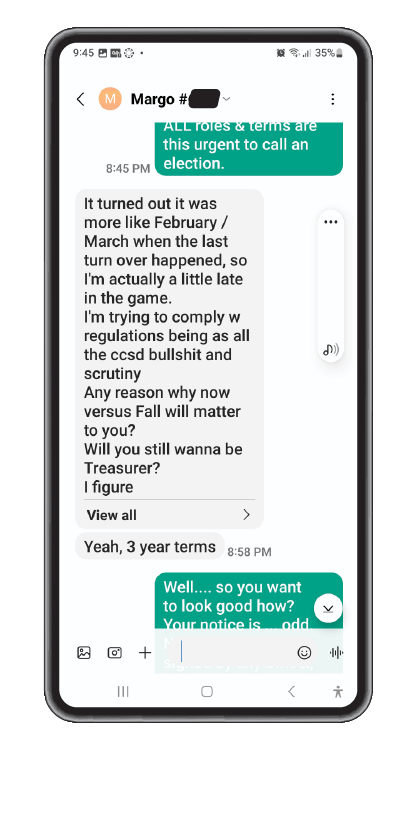 9:45
35%
M Margo #
ALL roles & terms are
this urgent to call an
election.
8:45 PM
It turned out it was
more like February /
March when the last
turn over happened, so
I'm actually a little late
in the game.
I'm trying to comply w
regulations being as all
the ccsd bullshit and
scrutiny
Any reason why now
versus Fall will matter
to you?
Will you still wanna be
Treasurer?
I figure
View all
Yeah, 3 year terms
8:58 PM
Well.... so you want
to look good how?
Your notice is.... odd